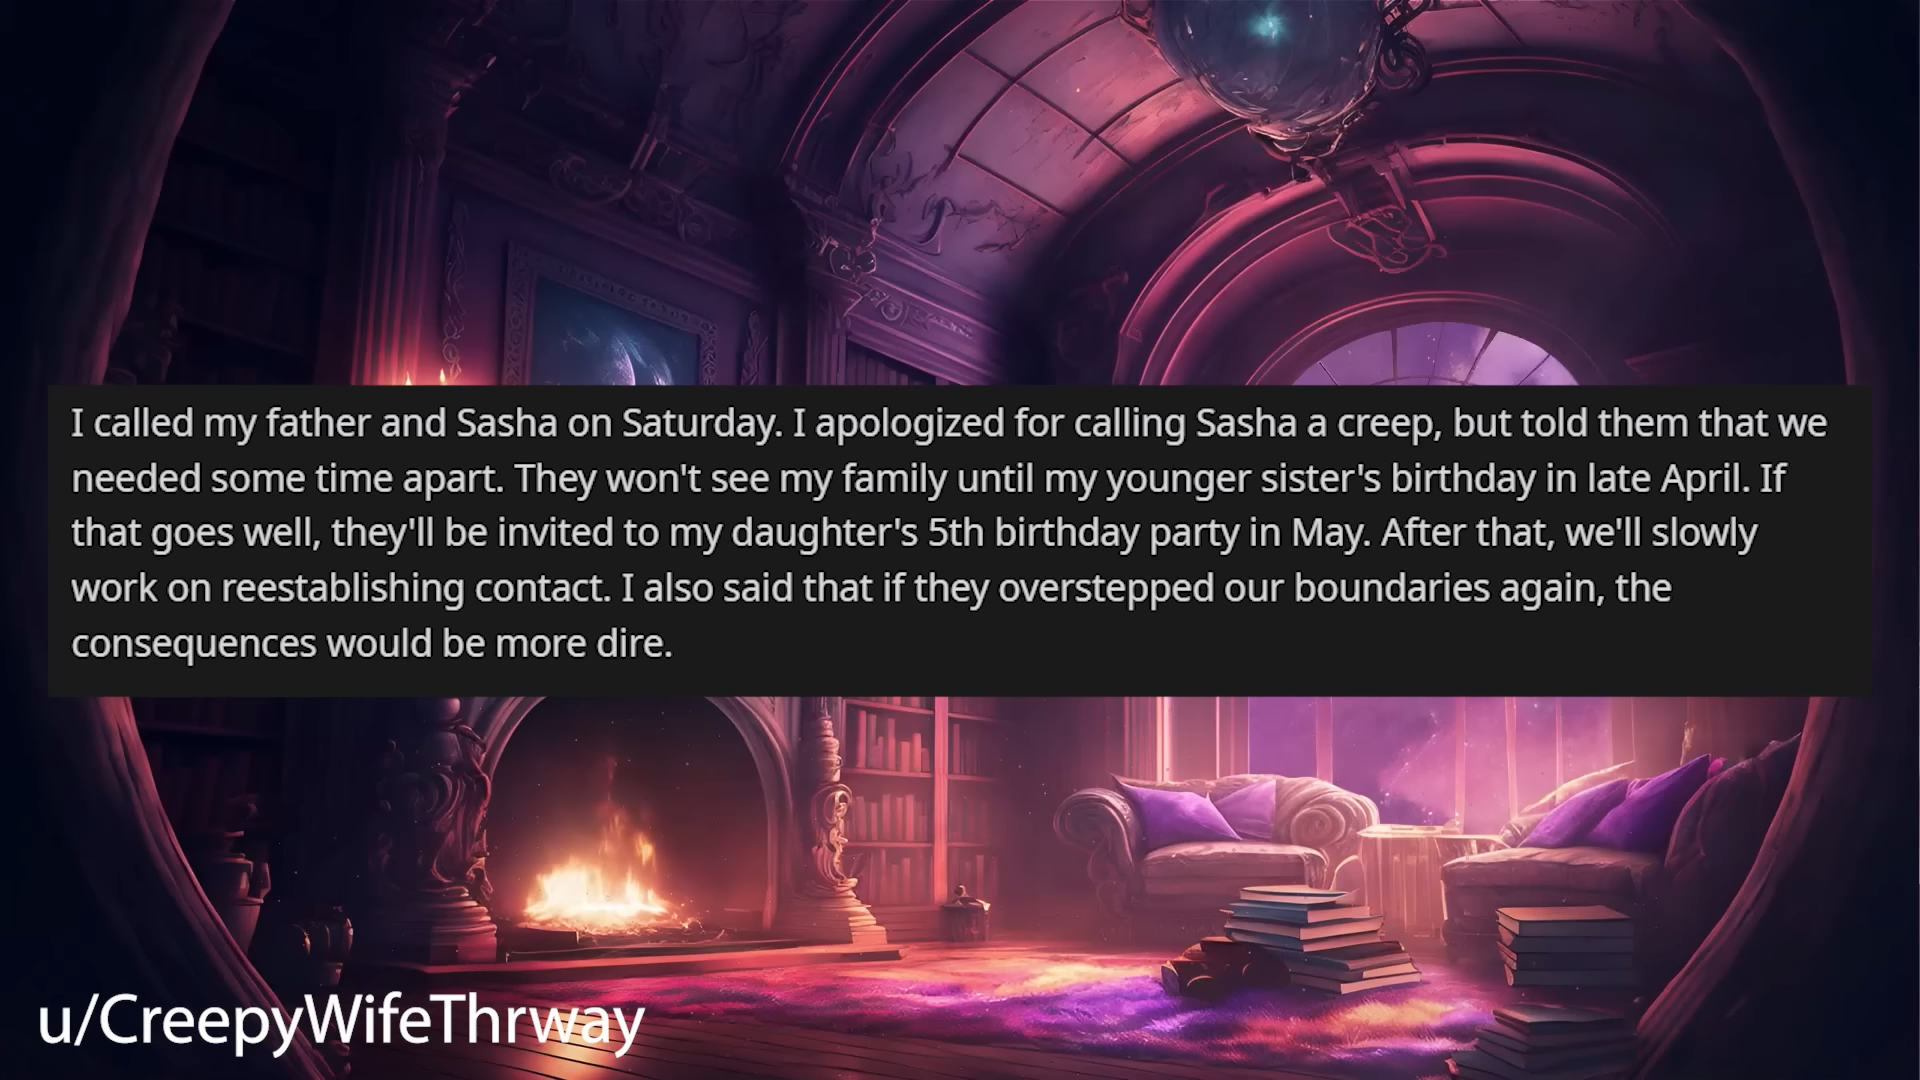 I called my father and Sasha on Saturday. I apologized for calling Sasha a creep, but told them that we
needed some time apart. They won't see my family until my younger sister's birthday in late April. If
that goes well, they'll be invited to my daughter's 5th birthday party in May. After that, we'll slowly
work on reestablishing contact. I also said that if they overstepped our boundaries again, the
consequences would be more dire.
u/CreepyWifeThrway